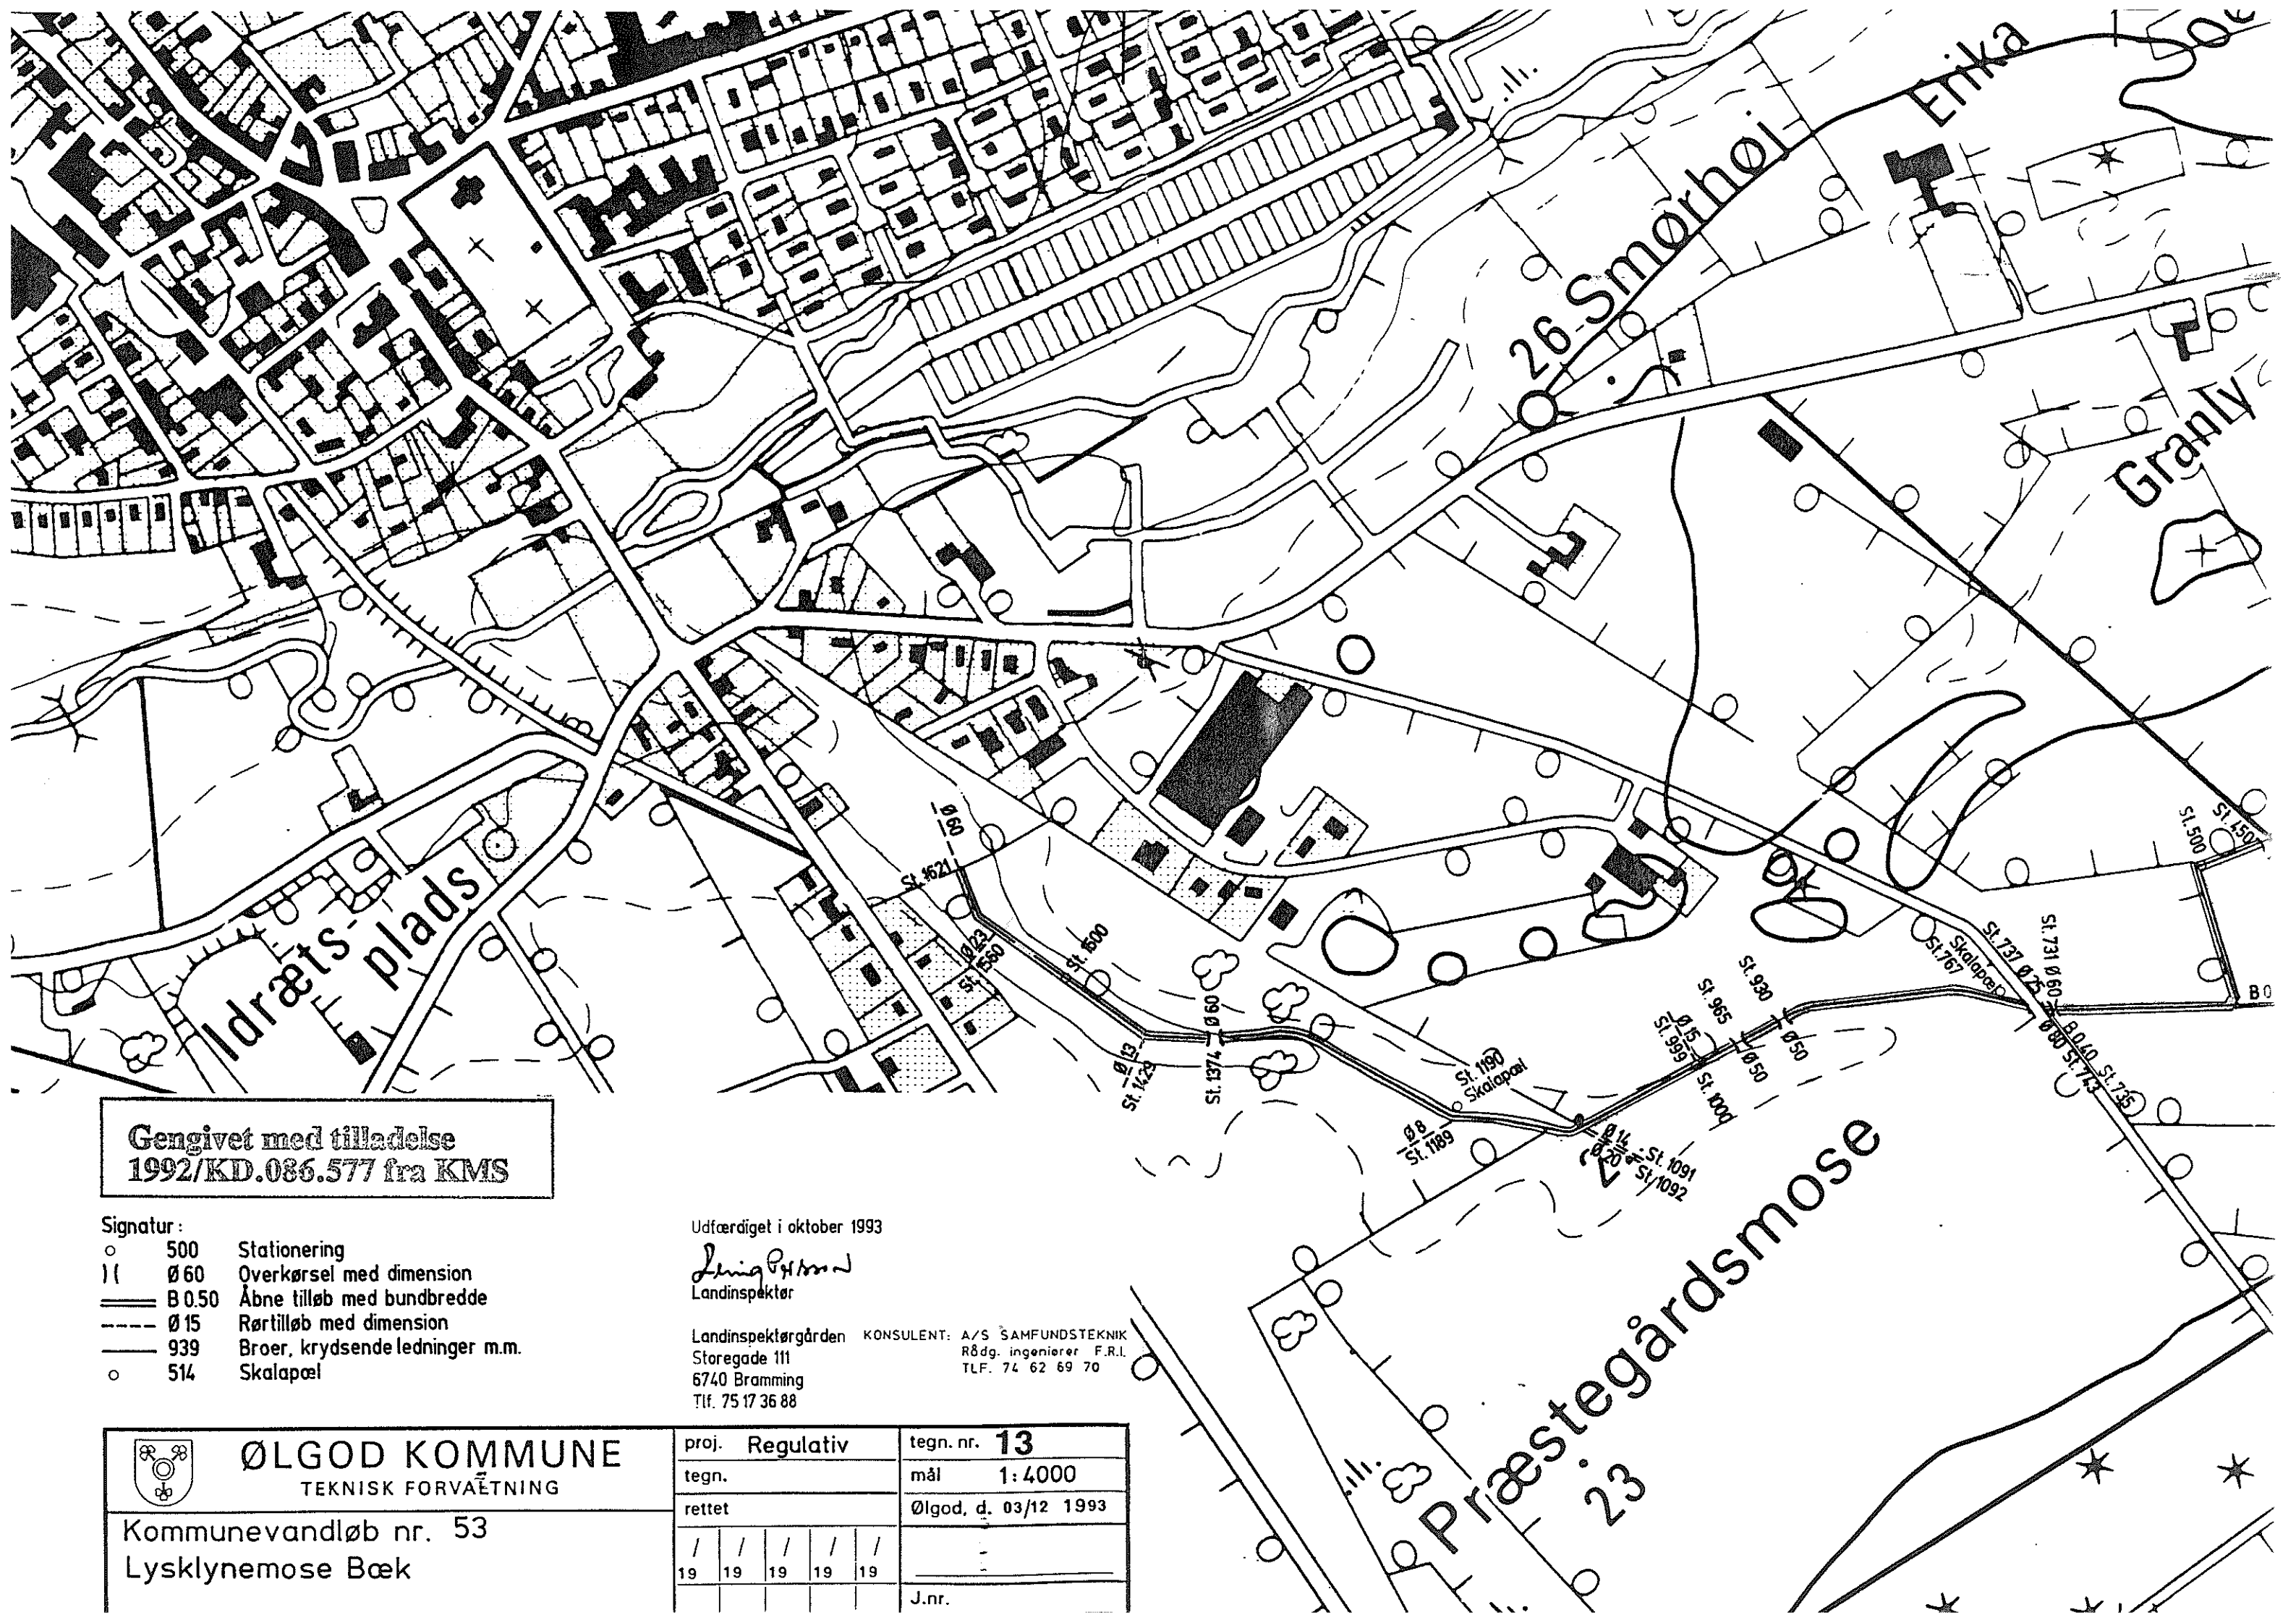 Erika
26 Smørhøj
Granly
Idræts-
plads
Præstegårdsmose
23
Ø 60
St. 1621
Ø 23
St. 1560
St. 1500
Ø 13
St. 1429
Ø 60
St. 1374
St. 1190
Skalapæl
Ø 8
St. 1189
Ø 14
St. 1091
Ø 20
St. 1092
St. 1000
Ø 15
St. 999
St. 965
Ø 50
St. 930
Ø 50
Skalapæl
St. 767
St. 737 Ø 25
St. 731 Ø 60
Ø 80 St. 743
B 0.40 St. 735
St. 500
St. 450
B 0
Gengivet med tilladelse
1992/KD.086.577 fra KMS
Signatur :
500 Stationering
Ø 60 Overkørsel med dimension
B 0.50 Åbne tilløb med bundbredde
Ø 15 Rørtilløb med dimension
939 Broer, krydsende ledninger m.m.
514 Skalapæl
Udfærdiget i oktober 1993
Landinspektør
Landinspektørgården
Storegade 111
6740 Bramming
Tlf. 75 17 36 88
KONSULENT: A/S SAMFUNDSTEKNIK
Rådg. ingeniører F.R.I.
TLF. 74 62 69 70
ØLGOD KOMMUNE
TEKNISK FORVALTNING
Kommunevandløb nr. 53
Lysklynemose Bæk
proj. Regulativ
tegn.
rettet
/ / / / /
19 19 19 19 19
tegn. nr. 13
mål 1:4000
Ølgod, d. 03/12 1993
J.nr.